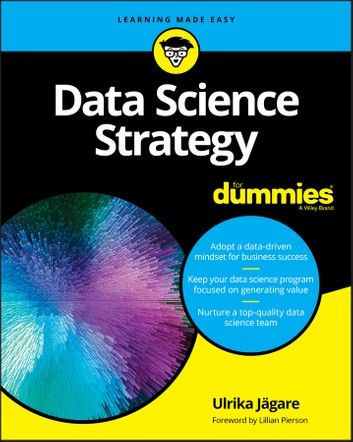 LEARNING MADE EASY
Data Science
Strategy
for
dummies®
A Wiley Brand
Adopt a data-driven
mindset for business success
Keep your data science program
focused on generating value
Nurture a top-quality data
science team
Ulrika Jägare
Foreword by Lillian Pierson